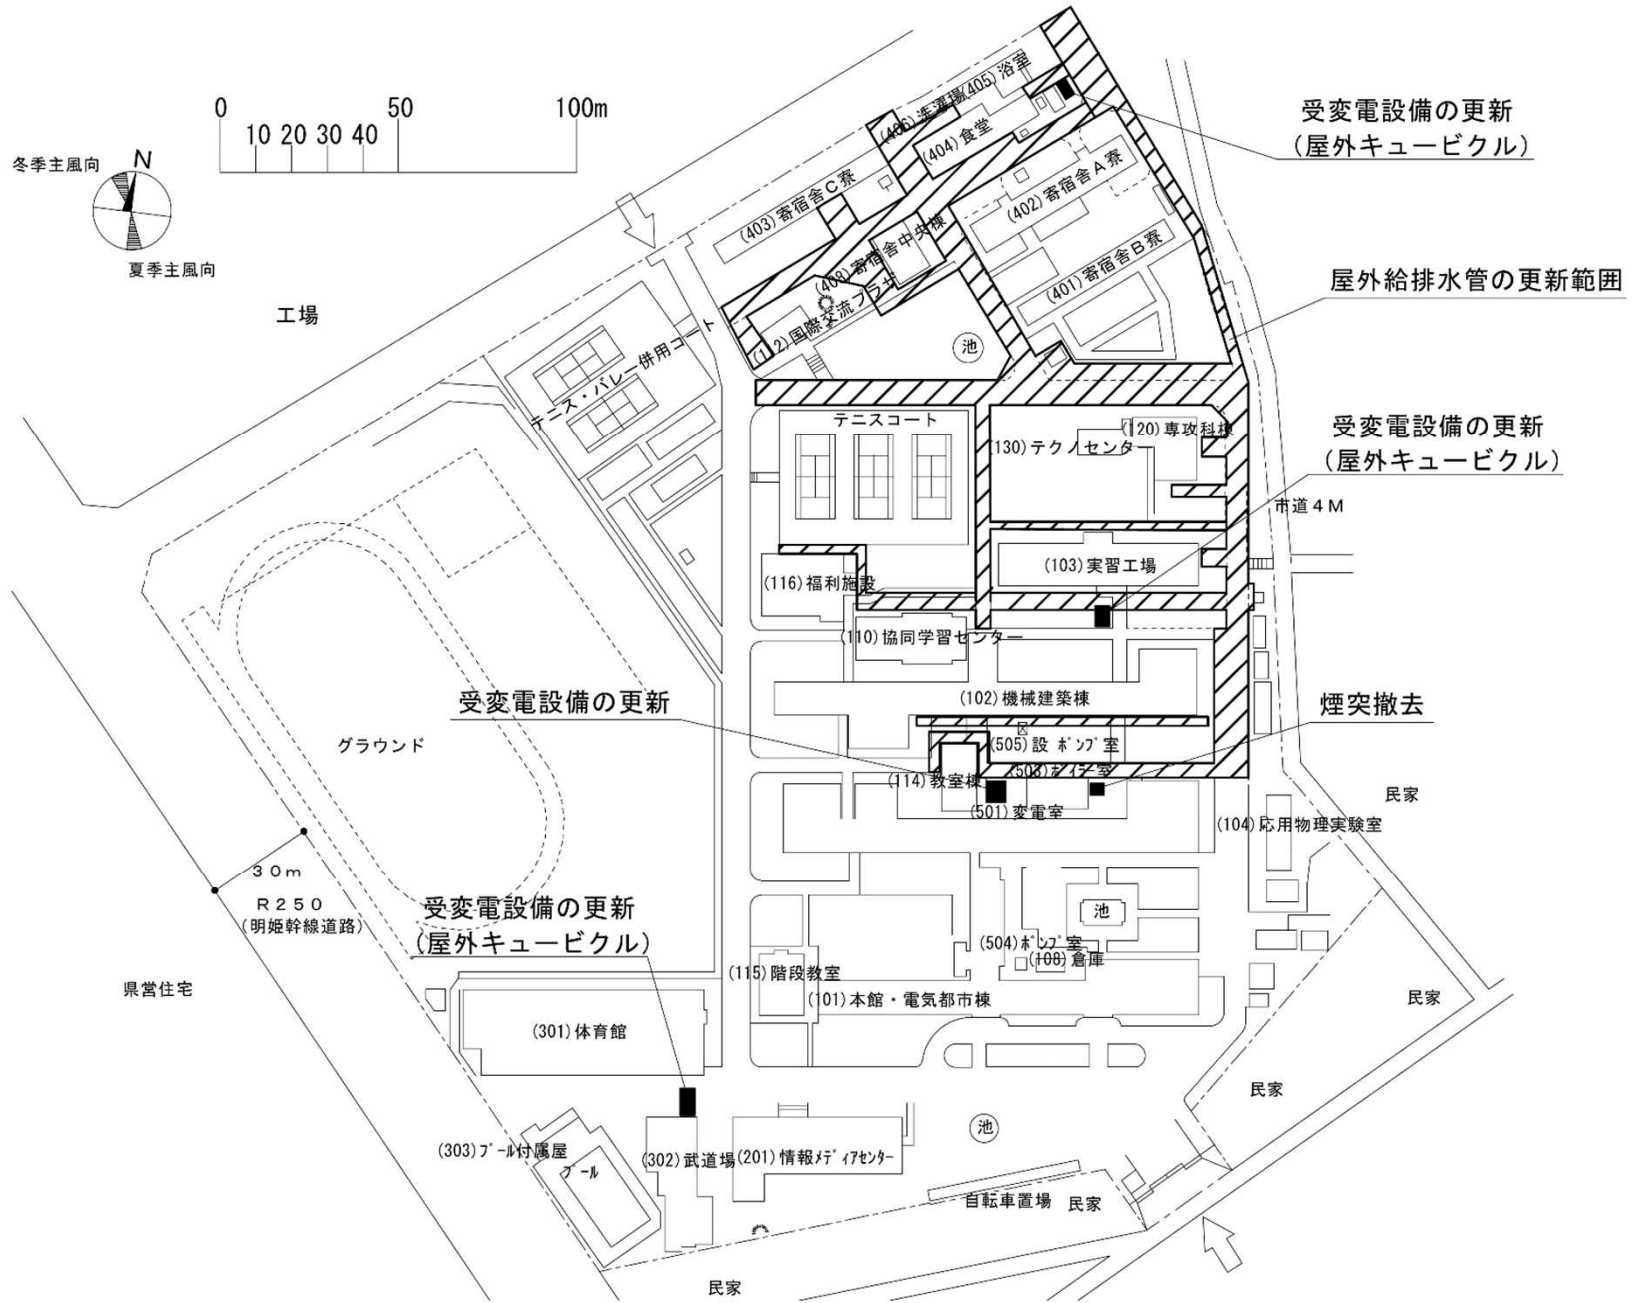 0
50
100m
10 20 30 40
冬季主風向
N
夏季主風向
工場
(405)浴室
(406)洗濯場
(404)食堂
(403)寄宿舎C寮
(402)寄宿舎A寮
(408)寄宿舎中央棟
(401)寄宿舎B寮
(112)国際交流プラザ
池
受変電設備の更新
(屋外キュービクル)
屋外給排水管の更新範囲
テニス・バレー併用コート
テニスコート
(130)テクノセンター
(120)専攻科棟
受変電設備の更新
(屋外キュービクル)
市道4M
(103)実習工場
(116)福利施設
(110)協同学習センター
(102)機械建築棟
受変電設備の更新
煙突撤去
グラウンド
(505)設 ポンプ室
(503)ボイラー室
(114)教室棟
(501)変電室
民家
(104)応用物理実験室
30m
R250
(明姫幹線道路)
受変電設備の更新
(屋外キュービクル)
池
(504)ポンプ室
(108)倉庫
(115)階段教室
(101)本館・電気都市棟
県営住宅
民家
(301)体育館
民家
池
(303)プール付属屋
プール
(302)武道場
(201)情報メディアセンター
自転車置場
民家
民家